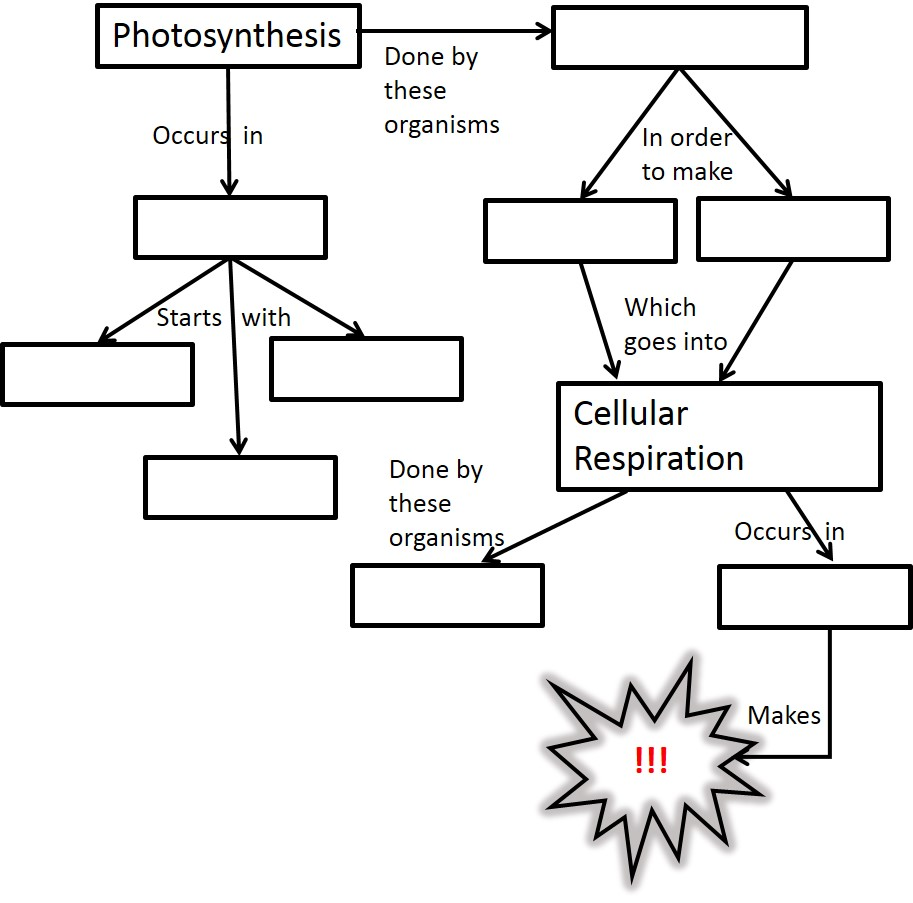 Photosynthesis
Done by
these
organisms
Occurs in
In order
to make
Starts with
Which
goes into
Cellular
Respiration
Done by
these
organisms
Occurs in
Makes
!!!